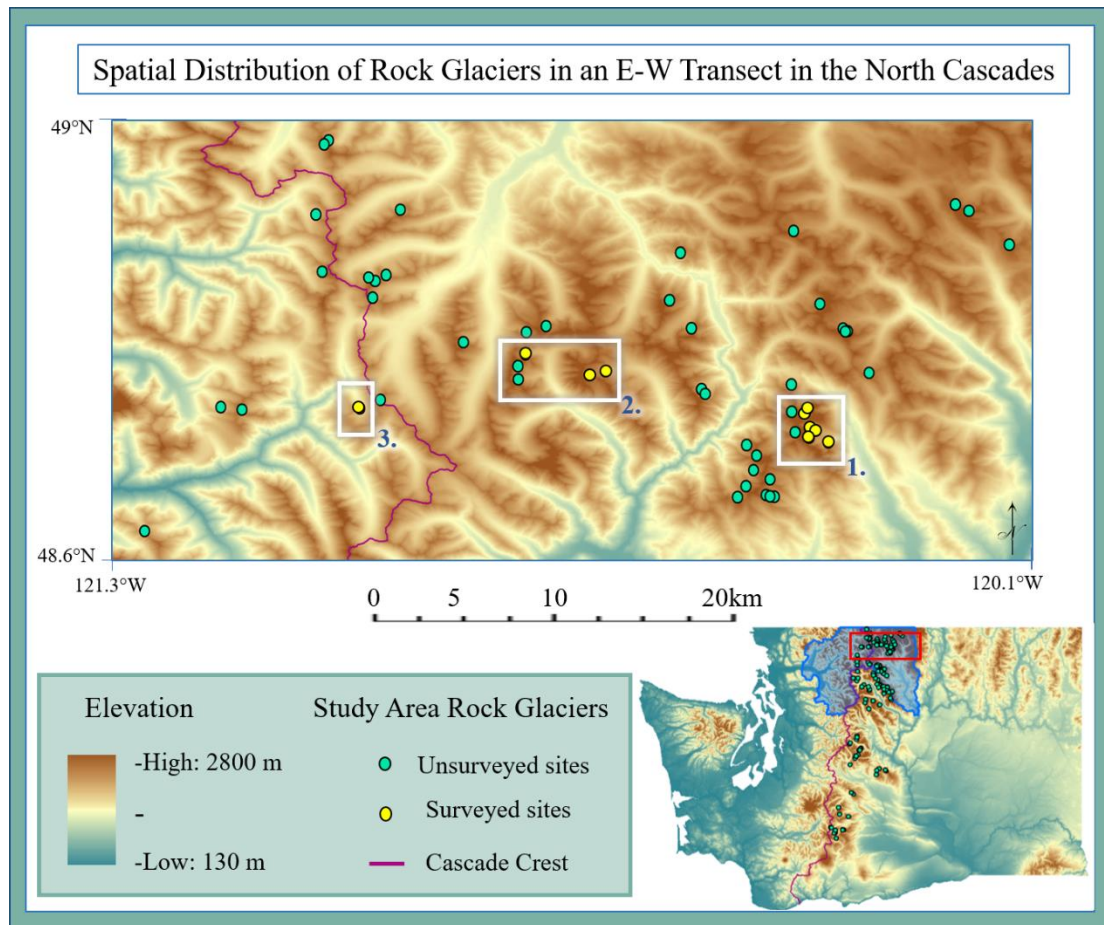 Spatial Distribution of Rock Glaciers in an E-W Transect in the North Cascades
49°N
2.
3.
1.
N
48.6°N
121.3°W
120.1°W
0 5 10 20km
Elevation
-High: 2800 m
-
-Low: 130 m
Study Area Rock Glaciers
Unsurveyed sites
Surveyed sites
Cascade Crest